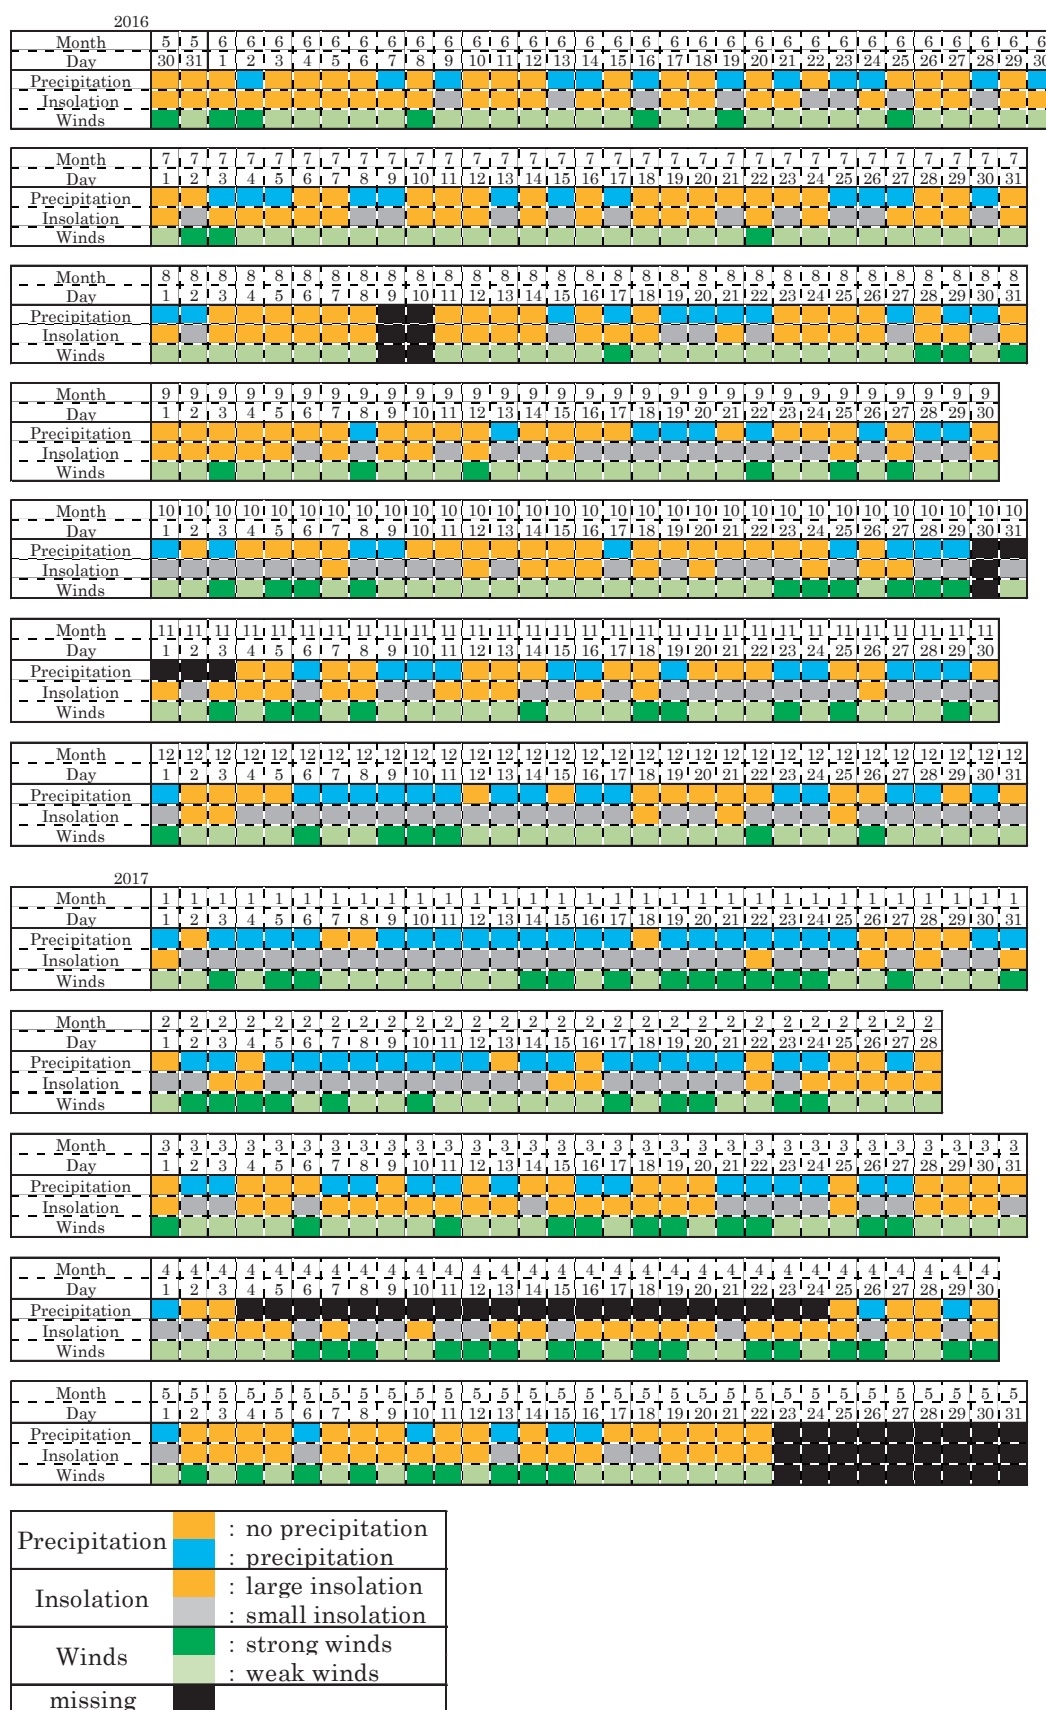 2016
Month 5 5 6 6 6 6 6 6 6 6 6 6 6 6 6 6 6 6 6 6 6 6 6 6 6 6 6 6 6 6 6 6
Day 30 31 1 2 3 4 5 6 7 8 9 10 11 12 13 14 15 16 17 18 19 20 21 22 23 24 25 26 27 28 29 30
Precipitation
Insolation
Winds
Month 7 7 7 7 7 7 7 7 7 7 7 7 7 7 7 7 7 7 7 7 7 7 7 7 7 7 7 7 7 7 7
Day 1 2 3 4 5 6 7 8 9 10 11 12 13 14 15 16 17 18 19 20 21 22 23 24 25 26 27 28 29 30 31
Precipitation
Insolation
Winds
Month 8 8 8 8 8 8 8 8 8 8 8 8 8 8 8 8 8 8 8 8 8 8 8 8 8 8 8 8 8 8 8
Day 1 2 3 4 5 6 7 8 9 10 11 12 13 14 15 16 17 18 19 20 21 22 23 24 25 26 27 28 29 30 31
Precipitation
Insolation
Winds
Month 9 9 9 9 9 9 9 9 9 9 9 9 9 9 9 9 9 9 9 9 9 9 9 9 9 9 9 9 9 9
Day 1 2 3 4 5 6 7 8 9 10 11 12 13 14 15 16 17 18 19 20 21 22 23 24 25 26 27 28 29 30
Precipitation
Insolation
Winds
Month 10 10 10 10 10 10 10 10 10 10 10 10 10 10 10 10 10 10 10 10 10 10 10 10 10 10 10 10 10 10 10
Day 1 2 3 4 5 6 7 8 9 10 11 12 13 14 15 16 17 18 19 20 21 22 23 24 25 26 27 28 29 30 31
Precipitation
Insolation
Winds
Month 11 11 11 11 11 11 11 11 11 11 11 11 11 11 11 11 11 11 11 11 11 11 11 11 11 11 11 11 11 11
Day 1 2 3 4 5 6 7 8 9 10 11 12 13 14 15 16 17 18 19 20 21 22 23 24 25 26 27 28 29 30
Precipitation
Insolation
Winds
Month 12 12 12 12 12 12 12 12 12 12 12 12 12 12 12 12 12 12 12 12 12 12 12 12 12 12 12 12 12 12 12
Day 1 2 3 4 5 6 7 8 9 10 11 12 13 14 15 16 17 18 19 20 21 22 23 24 25 26 27 28 29 30 31
Precipitation
Insolation
Winds
2017
Month 1 1 1 1 1 1 1 1 1 1 1 1 1 1 1 1 1 1 1 1 1 1 1 1 1 1 1 1 1 1 1
Day 1 2 3 4 5 6 7 8 9 10 11 12 13 14 15 16 17 18 19 20 21 22 23 24 25 26 27 28 29 30 31
Precipitation
Insolation
Winds
Month 2 2 2 2 2 2 2 2 2 2 2 2 2 2 2 2 2 2 2 2 2 2 2 2 2 2 2 2
Day 1 2 3 4 5 6 7 8 9 10 11 12 13 14 15 16 17 18 19 20 21 22 23 24 25 26 27 28
Precipitation
Insolation
Winds
Month 3 3 3 3 3 3 3 3 3 3 3 3 3 3 3 3 3 3 3 3 3 3 3 3 3 3 3 3 3 3 3
Day 1 2 3 4 5 6 7 8 9 10 11 12 13 14 15 16 17 18 19 20 21 22 23 24 25 26 27 28 29 30 31
Precipitation
Insolation
Winds
Month 4 4 4 4 4 4 4 4 4 4 4 4 4 4 4 4 4 4 4 4 4 4 4 4 4 4 4 4 4 4
Day 1 2 3 4 5 6 7 8 9 10 11 12 13 14 15 16 17 18 19 20 21 22 23 24 25 26 27 28 29 30
Precipitation
Insolation
Winds
Month 5 5 5 5 5 5 5 5 5 5 5 5 5 5 5 5 5 5 5 5 5 5 5 5 5 5 5 5 5 5 5
Day 1 2 3 4 5 6 7 8 9 10 11 12 13 14 15 16 17 18 19 20 21 22 23 24 25 26 27 28 29 30 31
Precipitation
Insolation
Winds
Precipitation : no precipitation
: precipitation
Insolation : large insolation
: small insolation
Winds : strong winds
: weak winds
missing